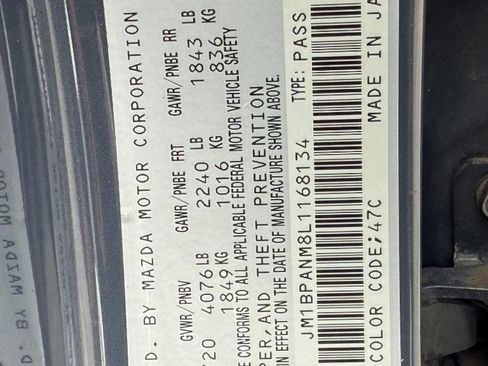 D. BY MAZDA MOTOR CORPORATION
GVWR/PNBV GAWR/PNBE FRT GAWR/PNBE RR
720 4076 LB 2240 LB 1843 LB
1849 KG 1016 KG 836 KG
E CONFORMS TO ALL APPLICABLE FEDERAL MOTOR VEHICLE SAFETY
PER, AND THEFT PREVENTION
IN EFFECT ON THE DATE OF MANUFACTURE SHOWN ABOVE.
JM1BPANM8L1168134 TYPE: PASS
COLOR CODE;47C MADE IN JA